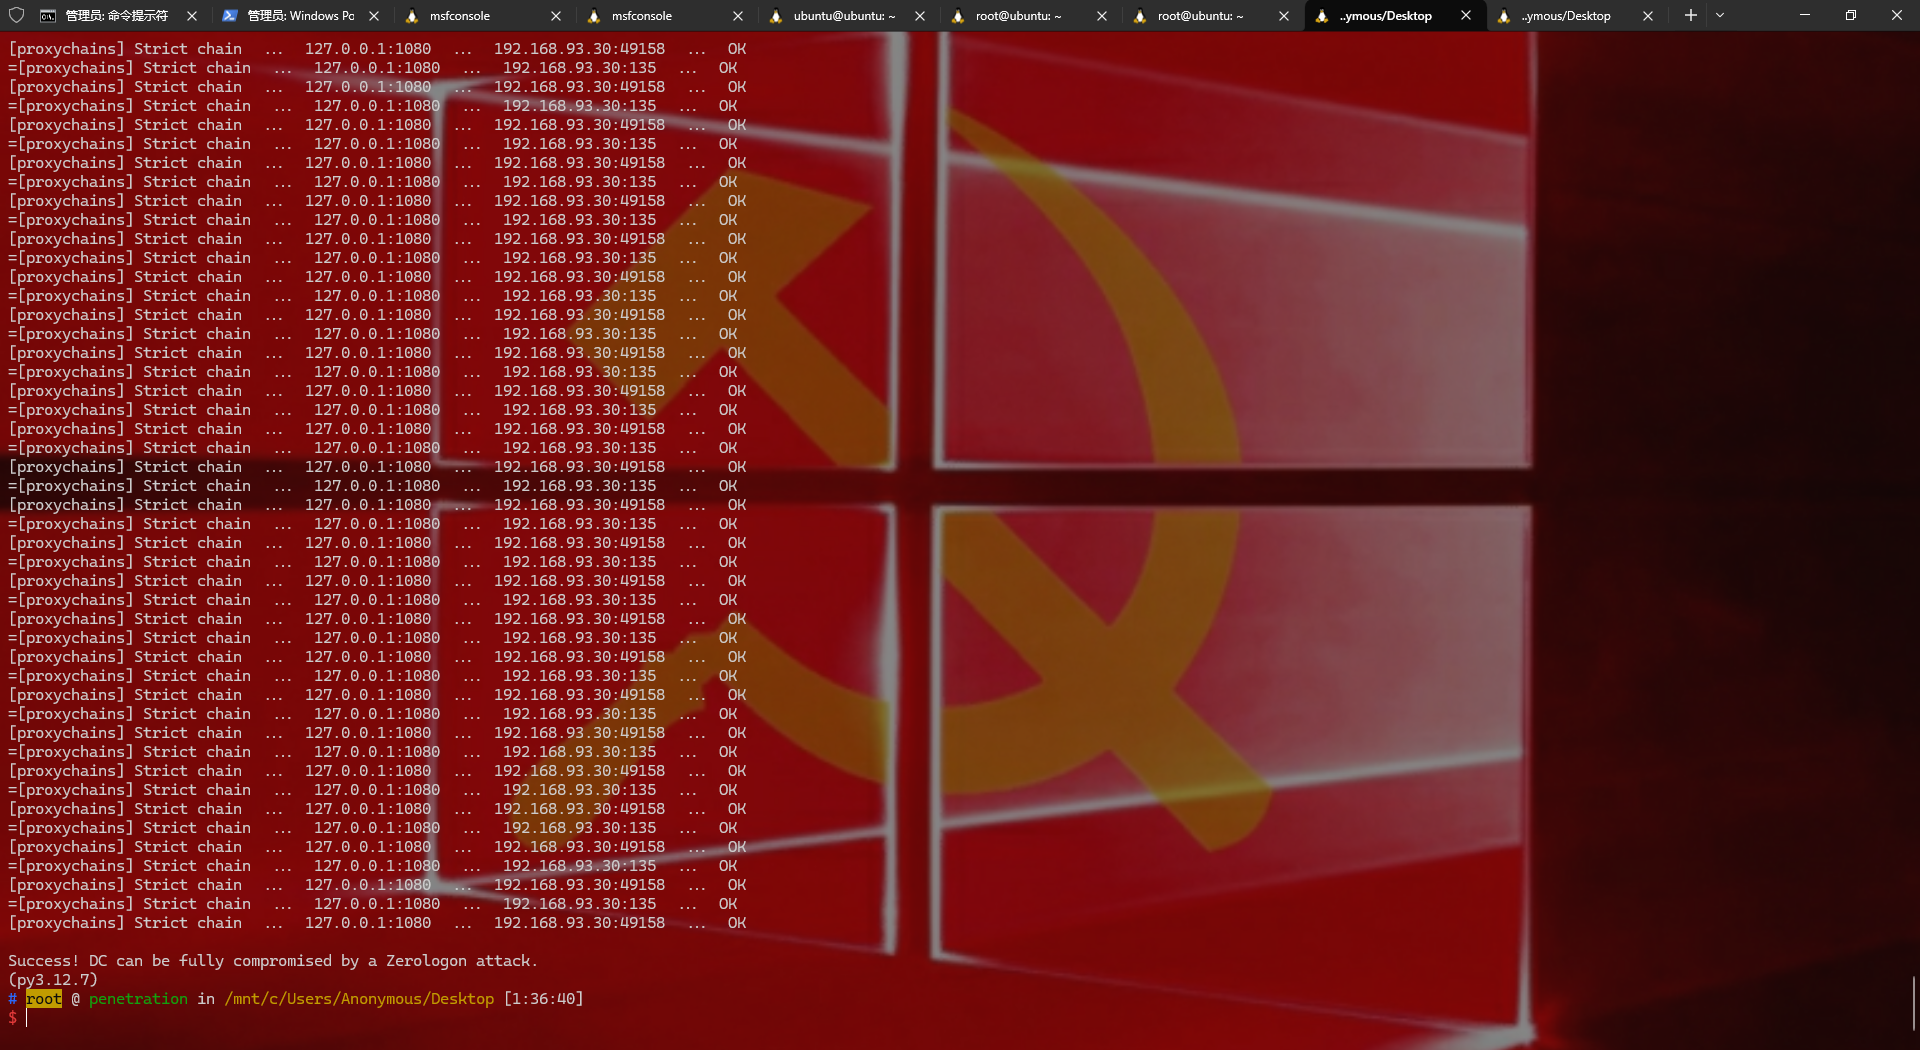 管理员: 命令提示符
管理员: Windows Po
msfconsole
msfconsole
ubuntu@ubuntu: ~
root@ubuntu: ~
root@ubuntu: ~
..ymous/Desktop
..ymous/Desktop
[proxychains] Strict chain  ...  127.0.0.1:1080  ...  192.168.93.30:49158  ...  OK
=[proxychains] Strict chain  ...  127.0.0.1:1080  ...  192.168.93.30:135  ...  OK
[proxychains] Strict chain  ...  127.0.0.1:1080  ...  192.168.93.30:49158  ...  OK
=[proxychains] Strict chain  ...  127.0.0.1:1080  ...  192.168.93.30:135  ...  OK
[proxychains] Strict chain  ...  127.0.0.1:1080  ...  192.168.93.30:49158  ...  OK
=[proxychains] Strict chain  ...  127.0.0.1:1080  ...  192.168.93.30:135  ...  OK
[proxychains] Strict chain  ...  127.0.0.1:1080  ...  192.168.93.30:49158  ...  OK
=[proxychains] Strict chain  ...  127.0.0.1:1080  ...  192.168.93.30:135  ...  OK
[proxychains] Strict chain  ...  127.0.0.1:1080  ...  192.168.93.30:49158  ...  OK
=[proxychains] Strict chain  ...  127.0.0.1:1080  ...  192.168.93.30:135  ...  OK
[proxychains] Strict chain  ...  127.0.0.1:1080  ...  192.168.93.30:49158  ...  OK
=[proxychains] Strict chain  ...  127.0.0.1:1080  ...  192.168.93.30:135  ...  OK
[proxychains] Strict chain  ...  127.0.0.1:1080  ...  192.168.93.30:49158  ...  OK
=[proxychains] Strict chain  ...  127.0.0.1:1080  ...  192.168.93.30:135  ...  OK
[proxychains] Strict chain  ...  127.0.0.1:1080  ...  192.168.93.30:49158  ...  OK
=[proxychains] Strict chain  ...  127.0.0.1:1080  ...  192.168.93.30:135  ...  OK
[proxychains] Strict chain  ...  127.0.0.1:1080  ...  192.168.93.30:49158  ...  OK
=[proxychains] Strict chain  ...  127.0.0.1:1080  ...  192.168.93.30:135  ...  OK
[proxychains] Strict chain  ...  127.0.0.1:1080  ...  192.168.93.30:49158  ...  OK
=[proxychains] Strict chain  ...  127.0.0.1:1080  ...  192.168.93.30:135  ...  OK
[proxychains] Strict chain  ...  127.0.0.1:1080  ...  192.168.93.30:49158  ...  OK
=[proxychains] Strict chain  ...  127.0.0.1:1080  ...  192.168.93.30:135  ...  OK
[proxychains] Strict chain  ...  127.0.0.1:1080  ...  192.168.93.30:49158  ...  OK
=[proxychains] Strict chain  ...  127.0.0.1:1080  ...  192.168.93.30:135  ...  OK
[proxychains] Strict chain  ...  127.0.0.1:1080  ...  192.168.93.30:49158  ...  OK
=[proxychains] Strict chain  ...  127.0.0.1:1080  ...  192.168.93.30:135  ...  OK
[proxychains] Strict chain  ...  127.0.0.1:1080  ...  192.168.93.30:49158  ...  OK
=[proxychains] Strict chain  ...  127.0.0.1:1080  ...  192.168.93.30:135  ...  OK
[proxychains] Strict chain  ...  127.0.0.1:1080  ...  192.168.93.30:49158  ...  OK
=[proxychains] Strict chain  ...  127.0.0.1:1080  ...  192.168.93.30:135  ...  OK
[proxychains] Strict chain  ...  127.0.0.1:1080  ...  192.168.93.30:49158  ...  OK
=[proxychains] Strict chain  ...  127.0.0.1:1080  ...  192.168.93.30:135  ...  OK
[proxychains] Strict chain  ...  127.0.0.1:1080  ...  192.168.93.30:49158  ...  OK
=[proxychains] Strict chain  ...  127.0.0.1:1080  ...  192.168.93.30:135  ...  OK
[proxychains] Strict chain  ...  127.0.0.1:1080  ...  192.168.93.30:49158  ...  OK
=[proxychains] Strict chain  ...  127.0.0.1:1080  ...  192.168.93.30:135  ...  OK
[proxychains] Strict chain  ...  127.0.0.1:1080  ...  192.168.93.30:49158  ...  OK
=[proxychains] Strict chain  ...  127.0.0.1:1080  ...  192.168.93.30:135  ...  OK
[proxychains] Strict chain  ...  127.0.0.1:1080  ...  192.168.93.30:49158  ...  OK
=[proxychains] Strict chain  ...  127.0.0.1:1080  ...  192.168.93.30:135  ...  OK
[proxychains] Strict chain  ...  127.0.0.1:1080  ...  192.168.93.30:49158  ...  OK
=[proxychains] Strict chain  ...  127.0.0.1:1080  ...  192.168.93.30:135  ...  OK
[proxychains] Strict chain  ...  127.0.0.1:1080  ...  192.168.93.30:49158  ...  OK
=[proxychains] Strict chain  ...  127.0.0.1:1080  ...  192.168.93.30:135  ...  OK
[proxychains] Strict chain  ...  127.0.0.1:1080  ...  192.168.93.30:49158  ...  OK
=[proxychains] Strict chain  ...  127.0.0.1:1080  ...  192.168.93.30:135  ...  OK
[proxychains] Strict chain  ...  127.0.0.1:1080  ...  192.168.93.30:49158  ...  OK
Success! DC can be fully compromised by a Zerologon attack.
(py3.12.7)
# root @ penetration in /mnt/c/Users/Anonymous/Desktop [1:36:40]
$